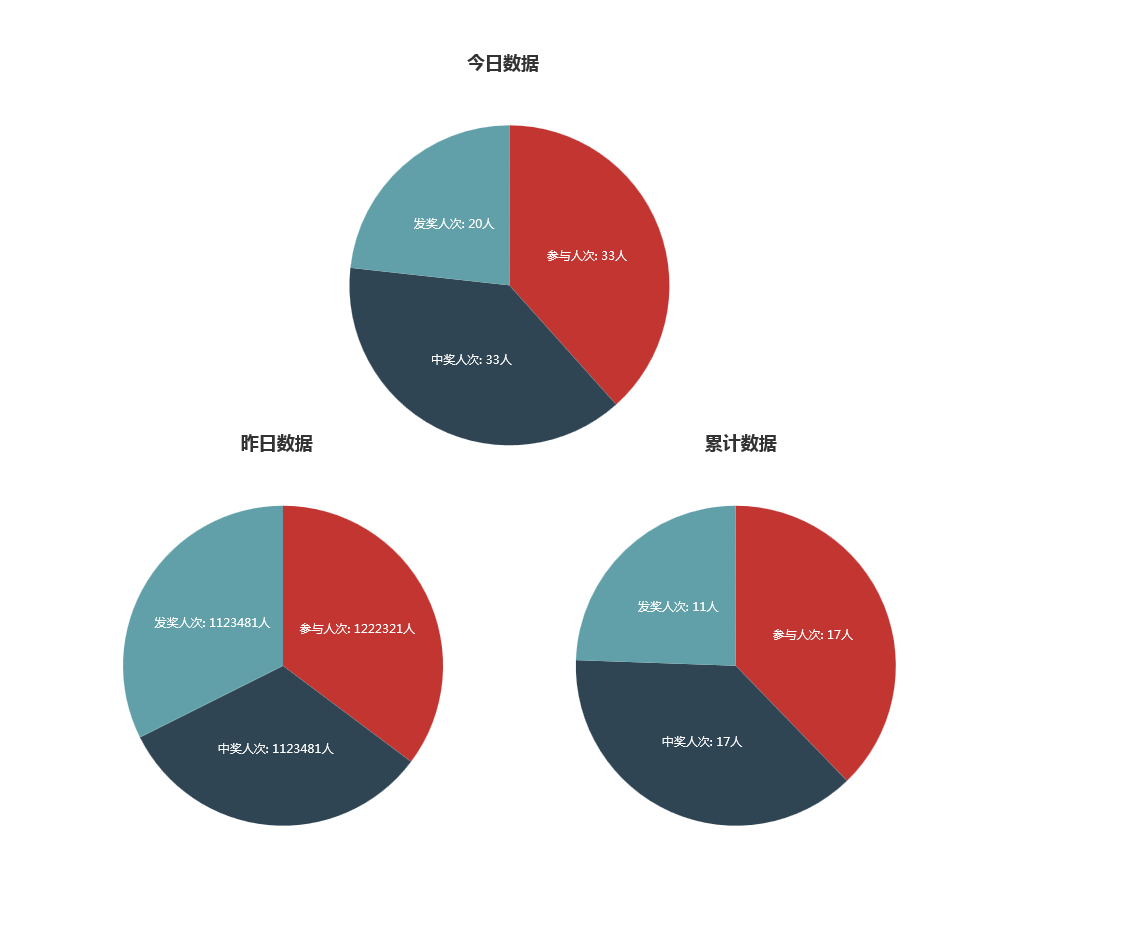 今日数据
发奖人次: 20人
参与人次: 33人
中奖人次: 33人
昨日数据
累计数据
发奖人次: 1123481人
参与人次: 1222321人
中奖人次: 1123481人
发奖人次: 11人
参与人次: 17人
中奖人次: 17人